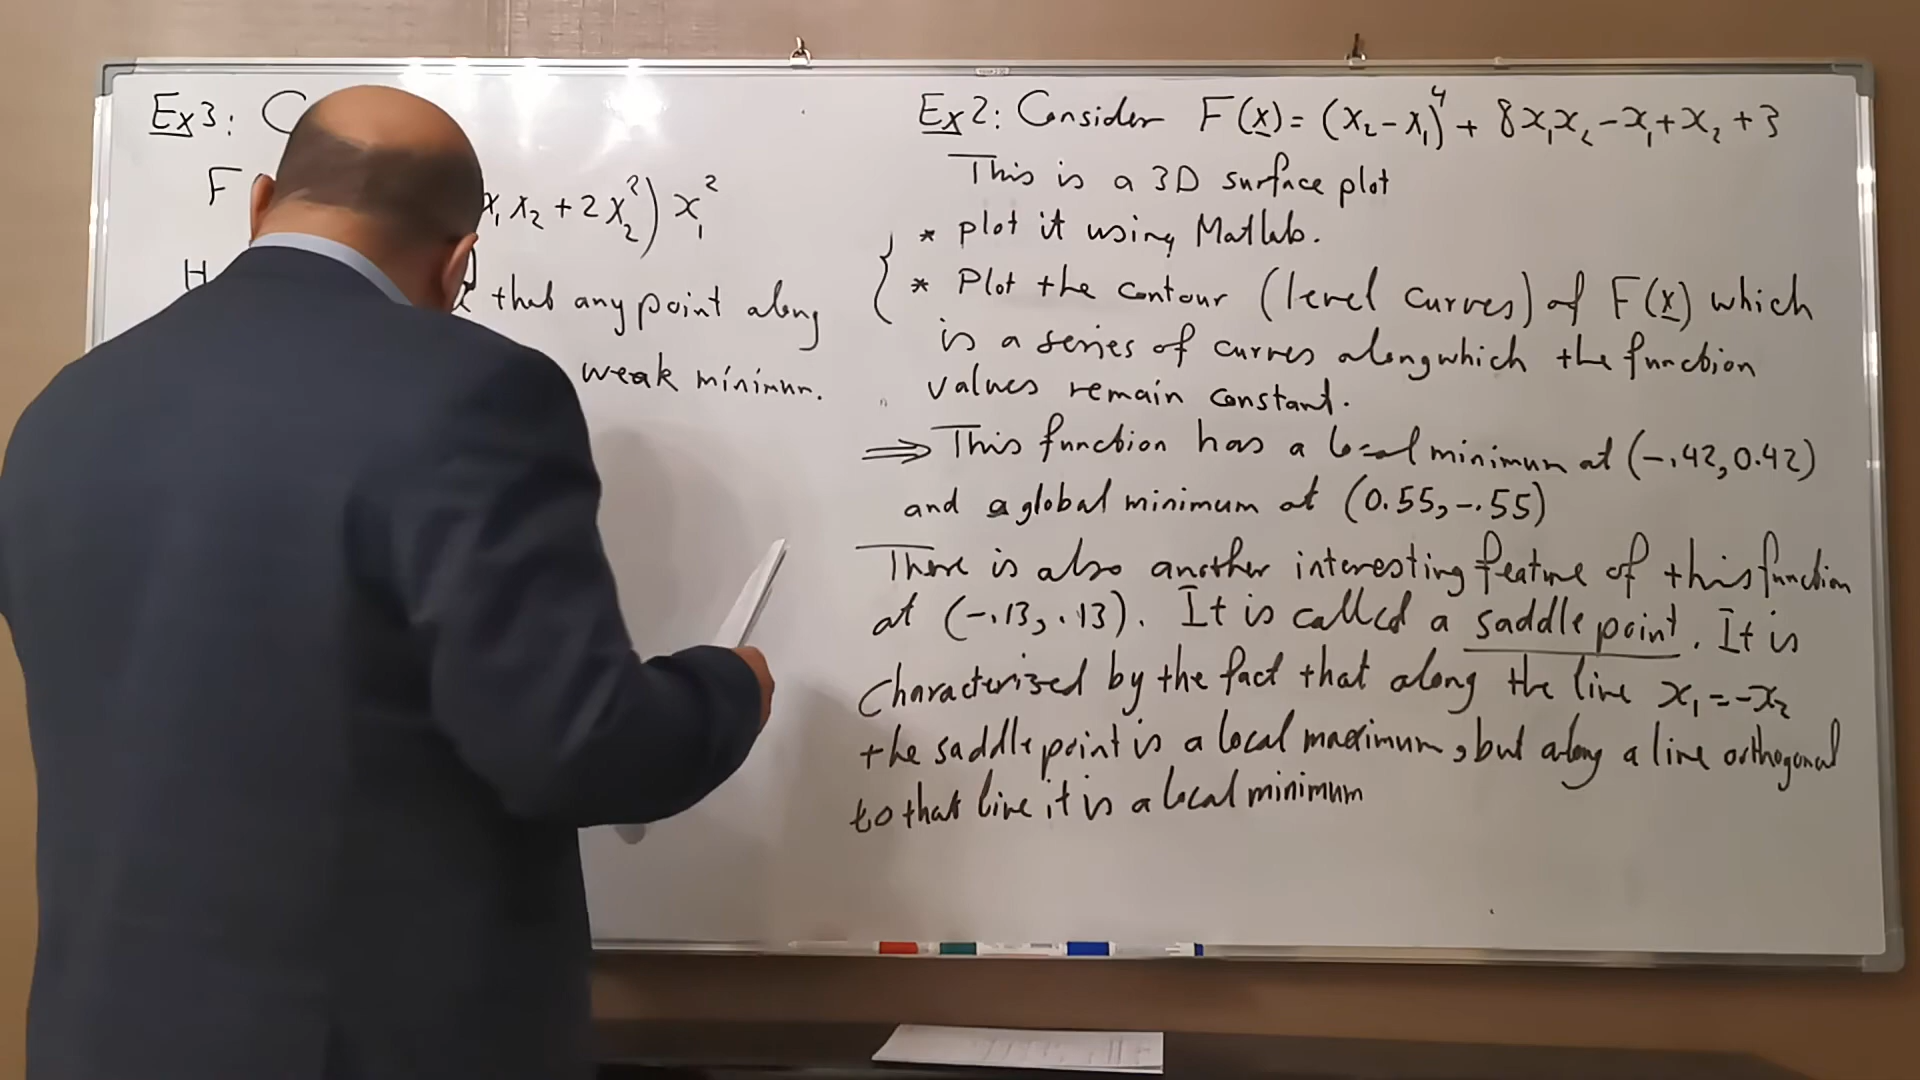 Ex3: C
F x₁x₂ + 2x₂²) x₁²
H that any point along
weak minimum.
Ex2: Consider F(x) = (x₂ - x₁)⁴ + 8x₁x₂ - x₁ + x₂ + 3
This is a 3D surface plot
* plot it using Matlab.
* Plot the contour (level curves) of F(x) which
is a series of curves along which the function
values remain constant.
⇒ This function has a local minimum at (-.42, 0.42)
and a global minimum at (0.55, -.55)
There is also another interesting feature of this function
at (-.13, .13). It is called a saddle point. It is
Characterized by the fact that along the line x₁ = -x₂
the saddle point is a local maximum, but along a line orthogonal
to that line it is a local minimum